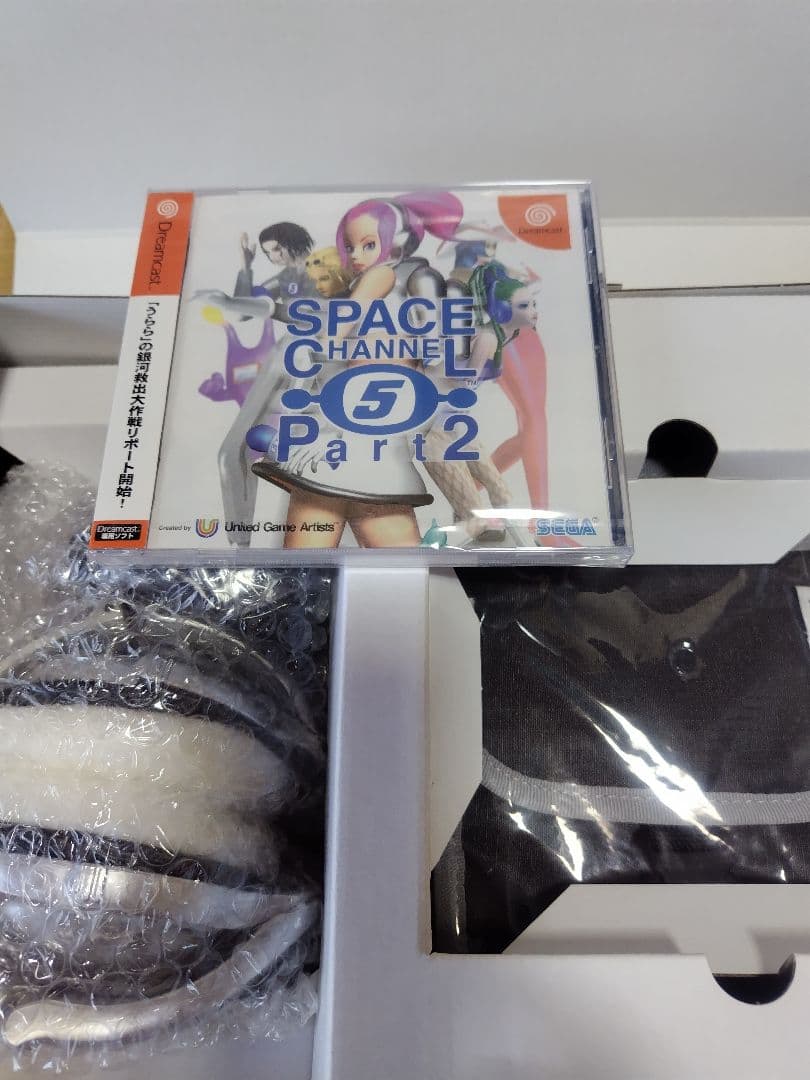 Dreamcast
「うらら」の銀河救出大作戦リポート開始!
Dreamcast
専用ソフト
Dreamcast
SPACE
CHANNEL
5
Part2
Created by United Game Artists
SEGA